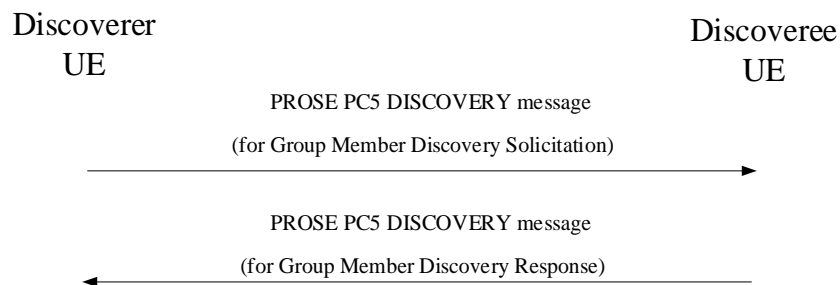 Discoverer
UE
Discoveree
UE
PROSE PC5 DISCOVERY message
(for Group Member Discovery Solicitation)
PROSE PC5 DISCOVERY message
(for Group Member Discovery Response)